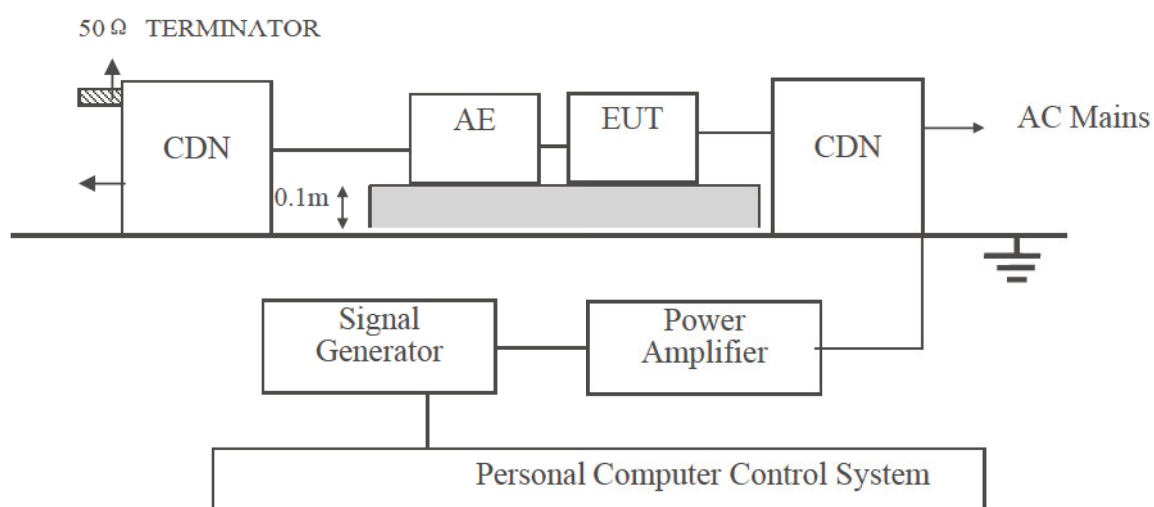 50 Ω TERMINATOR
CDN
AE
EUT
CDN
AC Mains
0.1m
Signal
Generator
Power
Amplifier
Personal Computer Control System